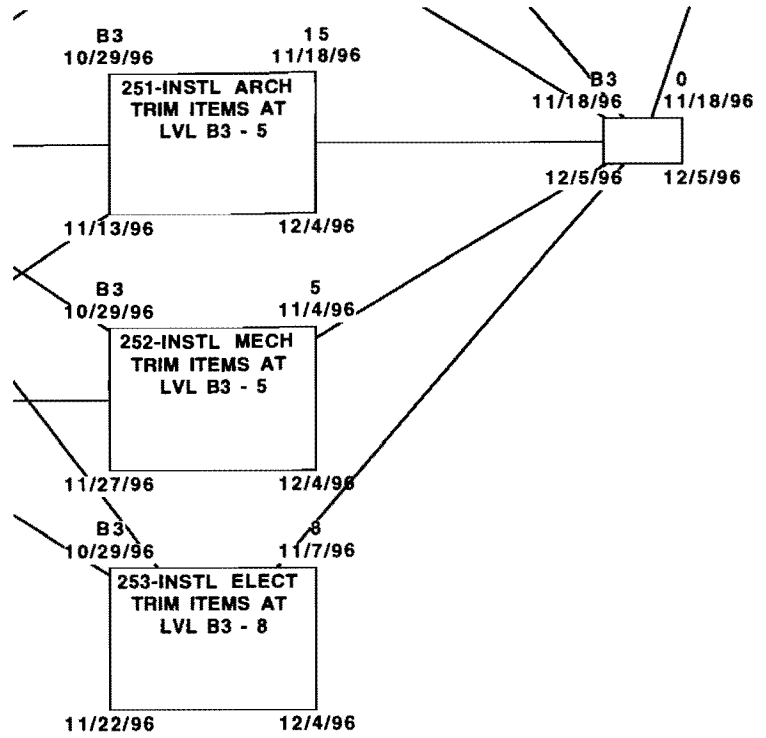 B3 15
10/29/96 11/18/96
251-INSTL ARCH
TRIM ITEMS AT
LVL B3 - 5
11/13/96 12/4/96
B3 0
11/18/96 11/18/96
12/5/96 12/5/96
B3 5
10/29/96 11/4/96
252-INSTL MECH
TRIM ITEMS AT
LVL B3 - 5
11/27/96 12/4/96
B3 8
10/29/96 11/7/96
253-INSTL ELECT
TRIM ITEMS AT
LVL B3 - 8
11/22/96 12/4/96